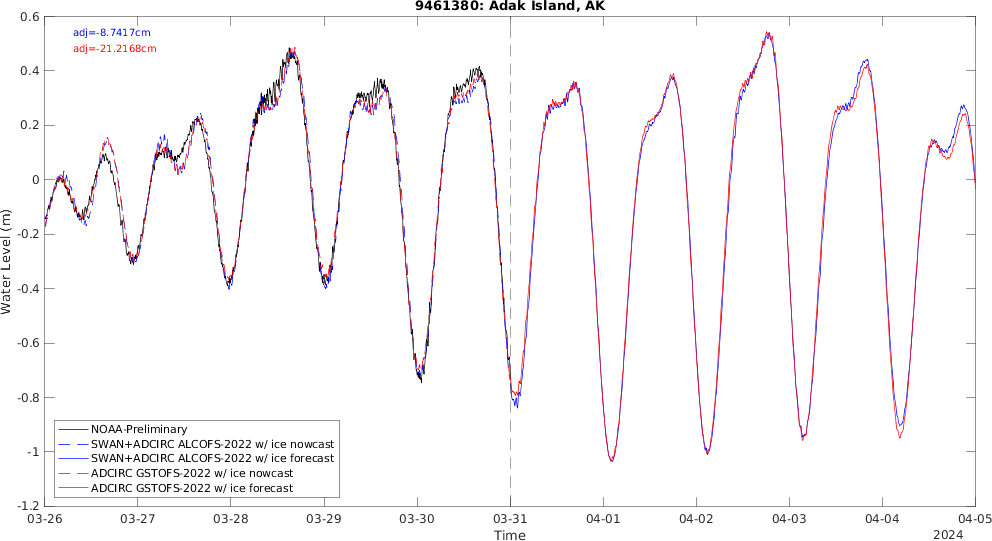 9461380: Adak Island, AK
adj=-8.7417cm
adj=-21.2168cm
0.6
0.4
0.2
0
-0.2
-0.4
-0.6
-0.8
-1
-1.2
Water Level (m)
NOAA-Preliminary
SWAN+ADCIRC ALCOFS-2022 w/ ice nowcast
SWAN+ADCIRC ALCOFS-2022 w/ ice forecast
ADCIRC GSTOFS-2022 w/ ice nowcast
ADCIRC GSTOFS-2022 w/ ice forecast
03-26 03-27 03-28 03-29 03-30 03-31 04-01 04-02 04-03 04-04 04-05
Time
2024